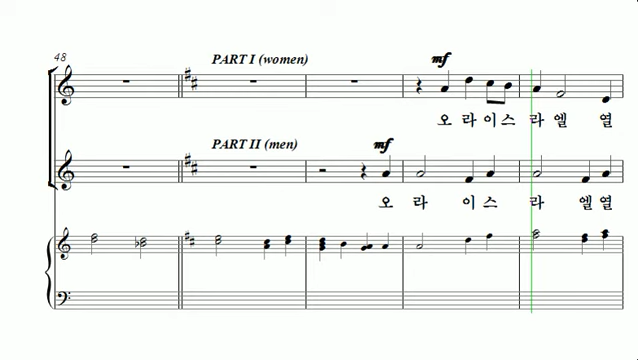 48
PART I (women)
mf
오 라 이 스 라 엘 열
PART II (men)
mf
오 라 이 스 라 엘 열